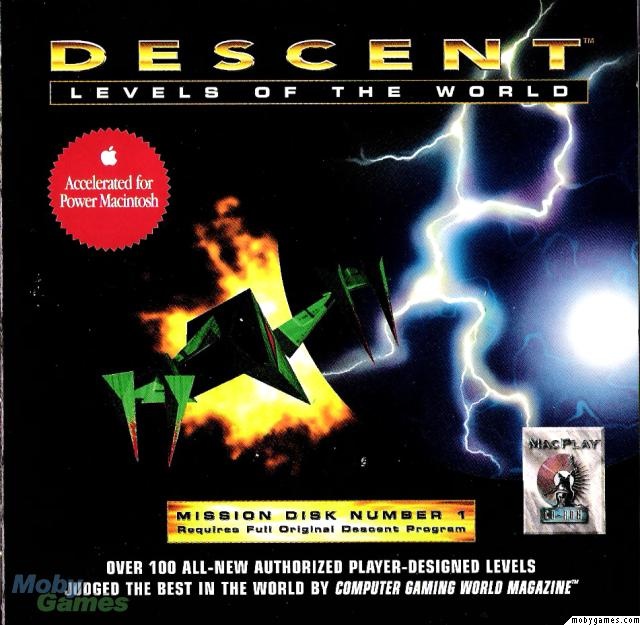 DESCENT™
LEVELS OF THE WORLD
Accelerated for
Power Macintosh
MACPLAY
CD-ROM
MISSION DISK NUMBER 1
Requires Full Original Descent Program
OVER 100 ALL-NEW AUTHORIZED PLAYER-DESIGNED LEVELS
JUDGED THE BEST IN THE WORLD BY COMPUTER GAMING WORLD MAGAZINE™
Moby
Games
mobygames.com